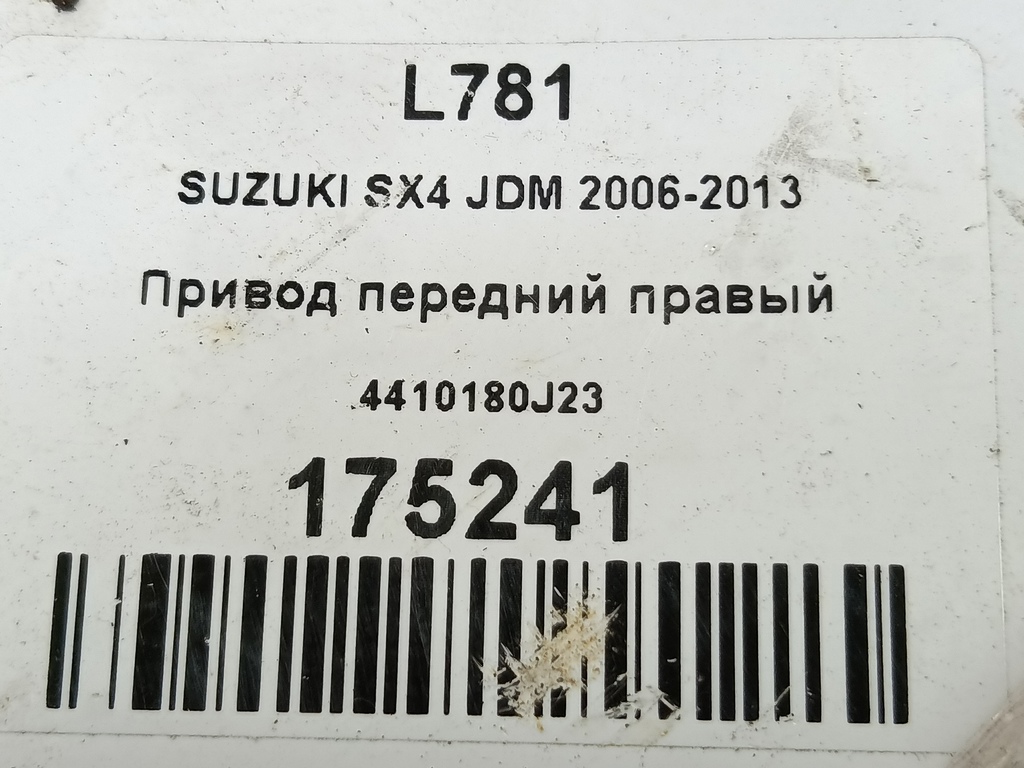 L781
SUZUKI SX4 JDM 2006-2013
Привод передний правый
4410180J23
175241